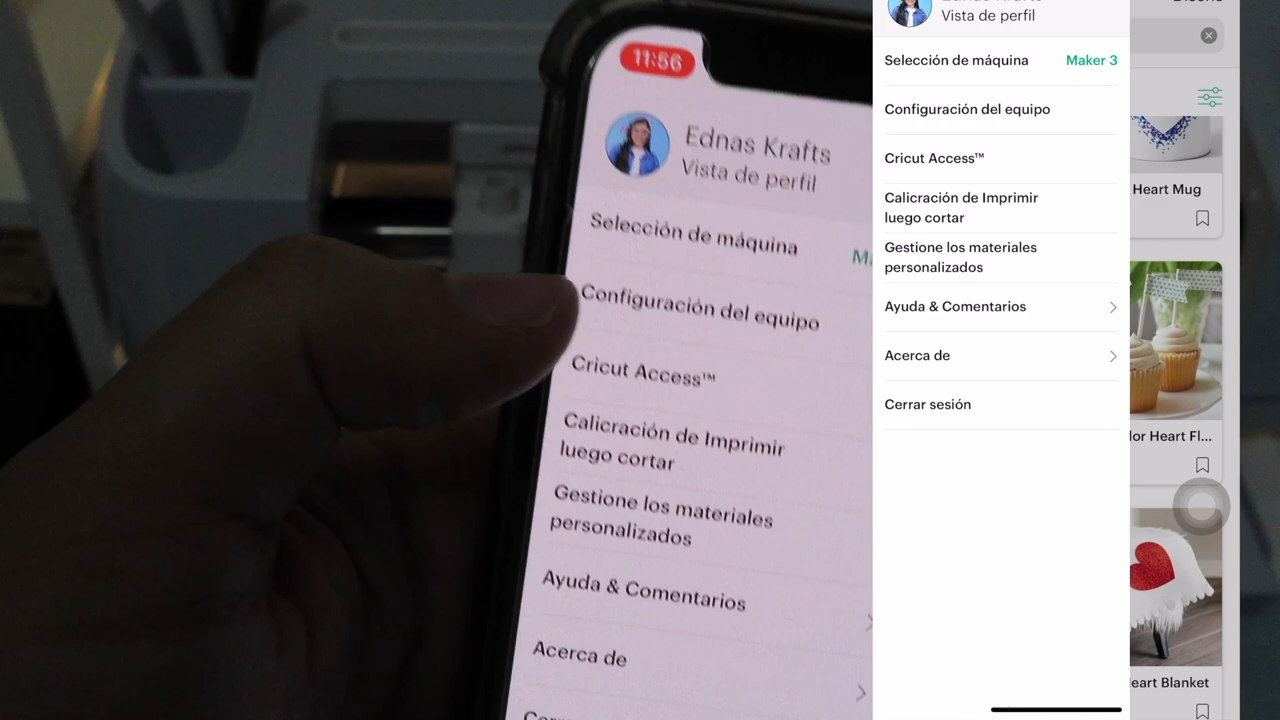 11:56
Ednas Krafts
Vista de perfil
Selección de máquina
Configuración del equipo
Cricut Access™
Calicración de Imprimir
luego cortar
Gestione los materiales
personalizados
Ayuda & Comentarios
Acerca de
Vista de perfil
Selección de máquina Maker 3
Configuración del equipo
Cricut Access™
Calicración de Imprimir
luego cortar
Gestione los materiales
personalizados
Ayuda & Comentarios
Acerca de
Cerrar sesión
Heart Mug
Heart Fl...
Blanket